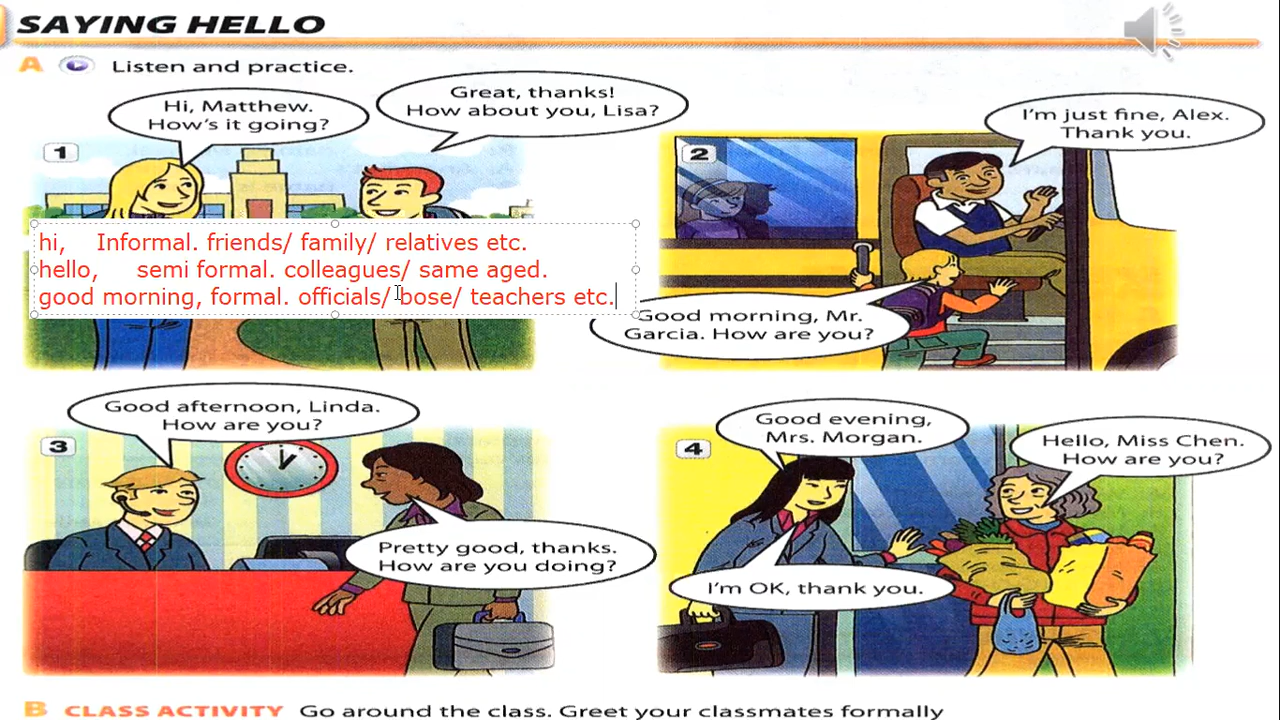 SAYING HELLO
A Listen and practice.
Hi, Matthew.
How's it going?
Great, thanks!
How about you, Lisa?
1
hi, Informal. friends/ family/ relatives etc.
hello, semi formal. colleagues/ same aged.
good morning, formal. officials/ bose/ teachers etc.
2
I'm just fine, Alex.
Thank you.
Good morning, Mr.
Garcia. How are you?
3
Good afternoon, Linda.
How are you?
Pretty good, thanks.
How are you doing?
4
Good evening,
Mrs. Morgan.
Hello, Miss Chen.
How are you?
I'm OK, thank you.
B CLASS ACTIVITY Go around the class. Greet your classmates formally